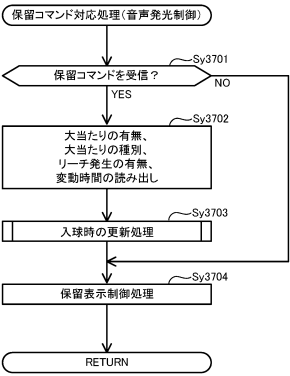 保留コマンド対応処理(音声発光制御)
Sy3701
保留コマンドを受信？
NO
YES
Sy3702
大当たりの有無、
大当たりの種別、
リーチ発生の有無、
変動時間の読み出し
Sy3703
入球時の更新処理
Sy3704
保留表示制御処理
RETURN